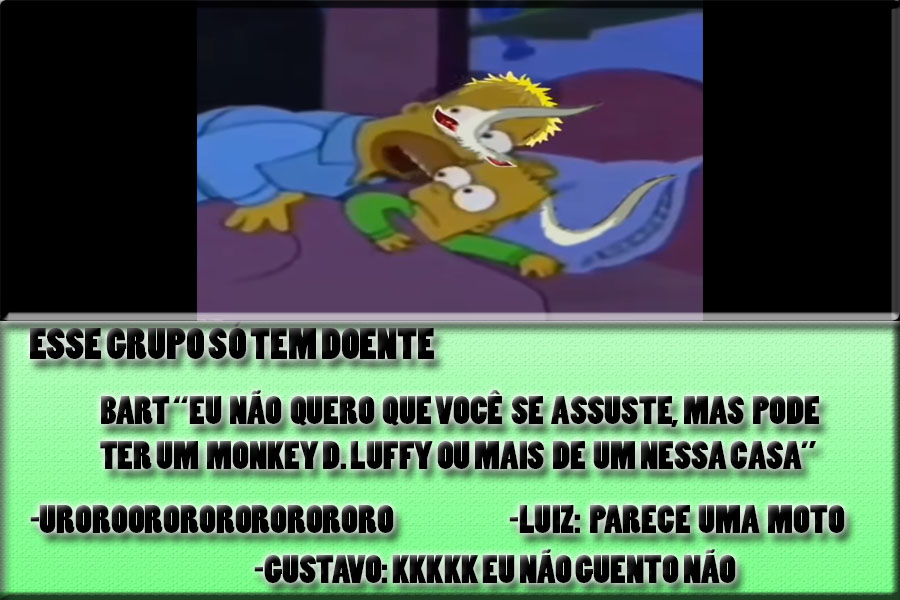 ESSE GRUPO SÓ TEM DOENTE
BART "EU NÃO QUERO QUE VOCÊ SE ASSUSTE, MAS PODE
TER UM MONKEY D. LUFFY OU MAIS DE UM NESSA CASA"
-UROROORORORORORORORO -LUIZ: PARECE UMA MOTO
-GUSTAVO: KKKKK EU NÃO GUENTO NÃO